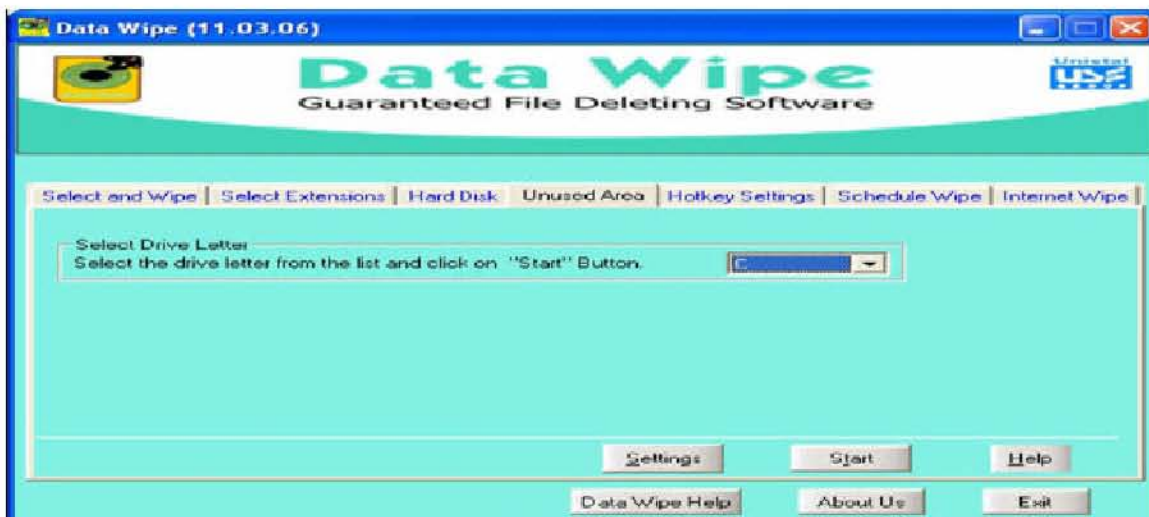 Data Wipe (11.03.06)
Data Wipe
Guaranteed File Deleting Software
Unistal
Select and Wipe Select Extensions Hard Disk Unused Area Hotkey Settings Schedule Wipe Internet Wipe
Select Drive Letter
Select the drive letter from the list and click on "Start" Button.
C
Settings Start Help
Data Wipe Help About Us Exit